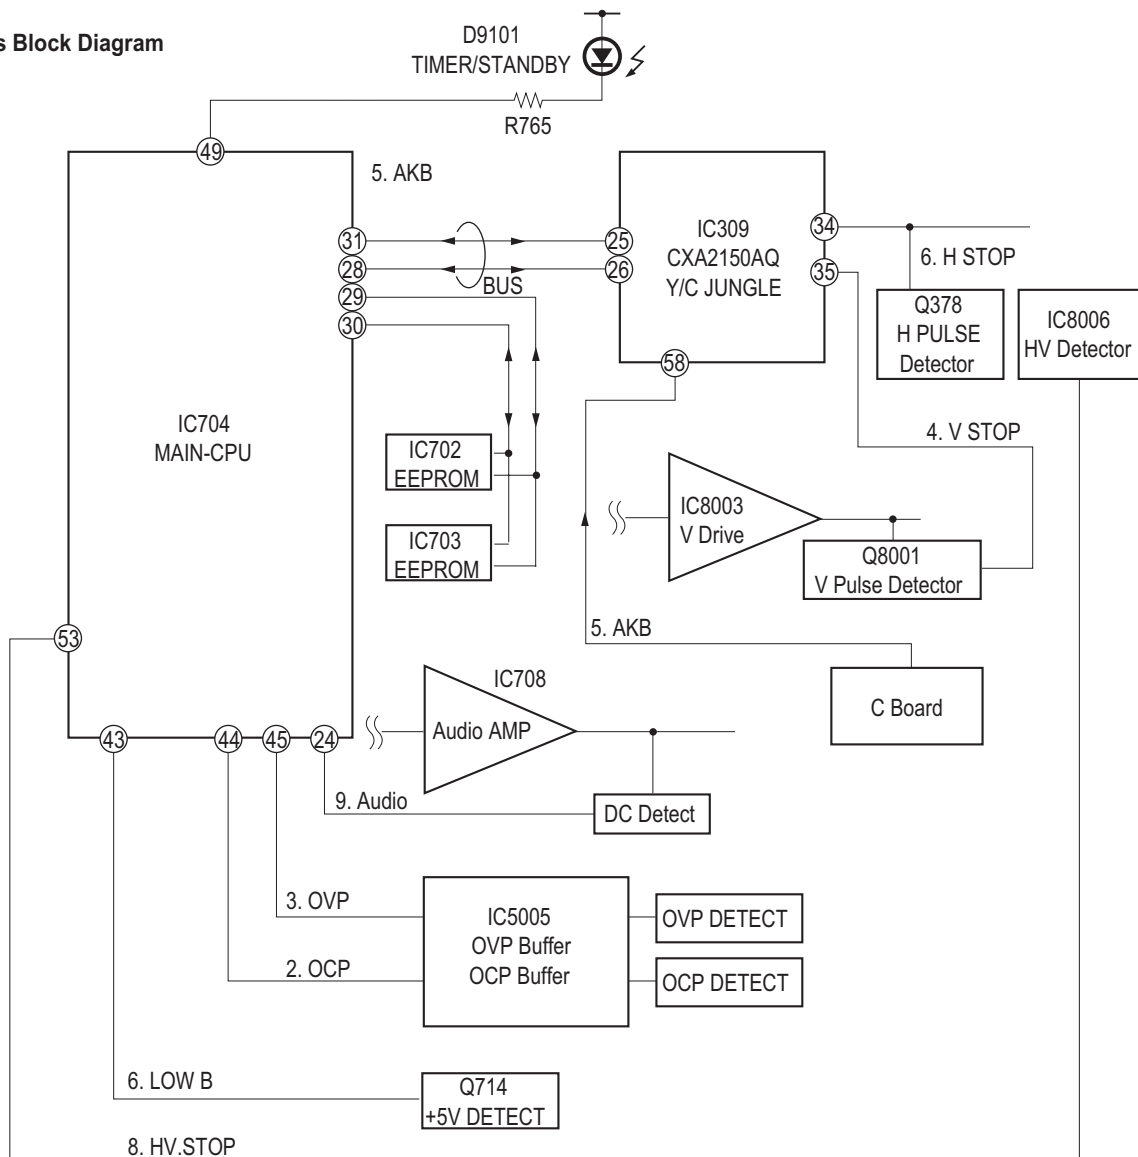 s Block Diagram
D9101
TIMER/STANDBY
R765
49
5. AKB
31
28
29
30
BUS
25
26
IC309
CXA2150AQ
Y/C JUNGLE
34
35
58
6. H STOP
Q378
H PULSE
Detector
IC8006
HV Detector
IC704
MAIN-CPU
IC702
EEPROM
IC703
EEPROM
4. V STOP
IC8003
V Drive
Q8001
V Pulse Detector
5. AKB
C Board
53
43
44
45
24
IC708
Audio AMP
9. Audio
DC Detect
3. OVP
2. OCP
IC5005
OVP Buffer
OCP Buffer
OVP DETECT
OCP DETECT
6. LOW B
Q714
+5V DETECT
8. HV.STOP